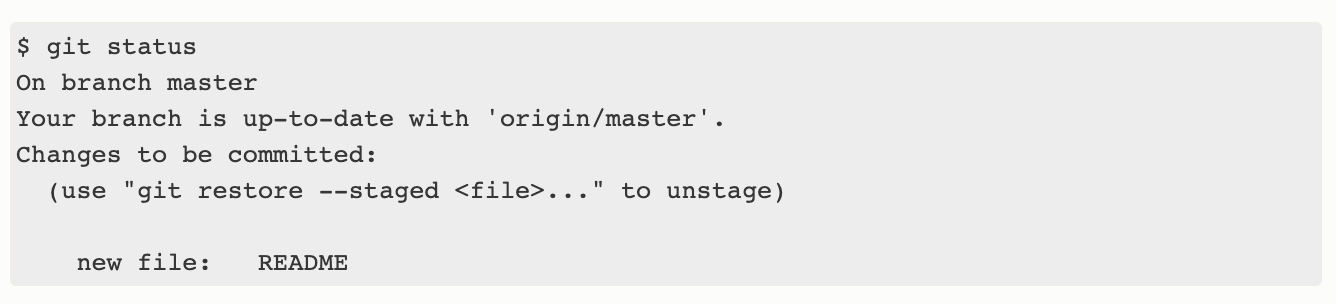 $ git status
On branch master
Your branch is up-to-date with 'origin/master'.
Changes to be committed:
  (use "git restore --staged <file>..." to unstage)

    new file:   README